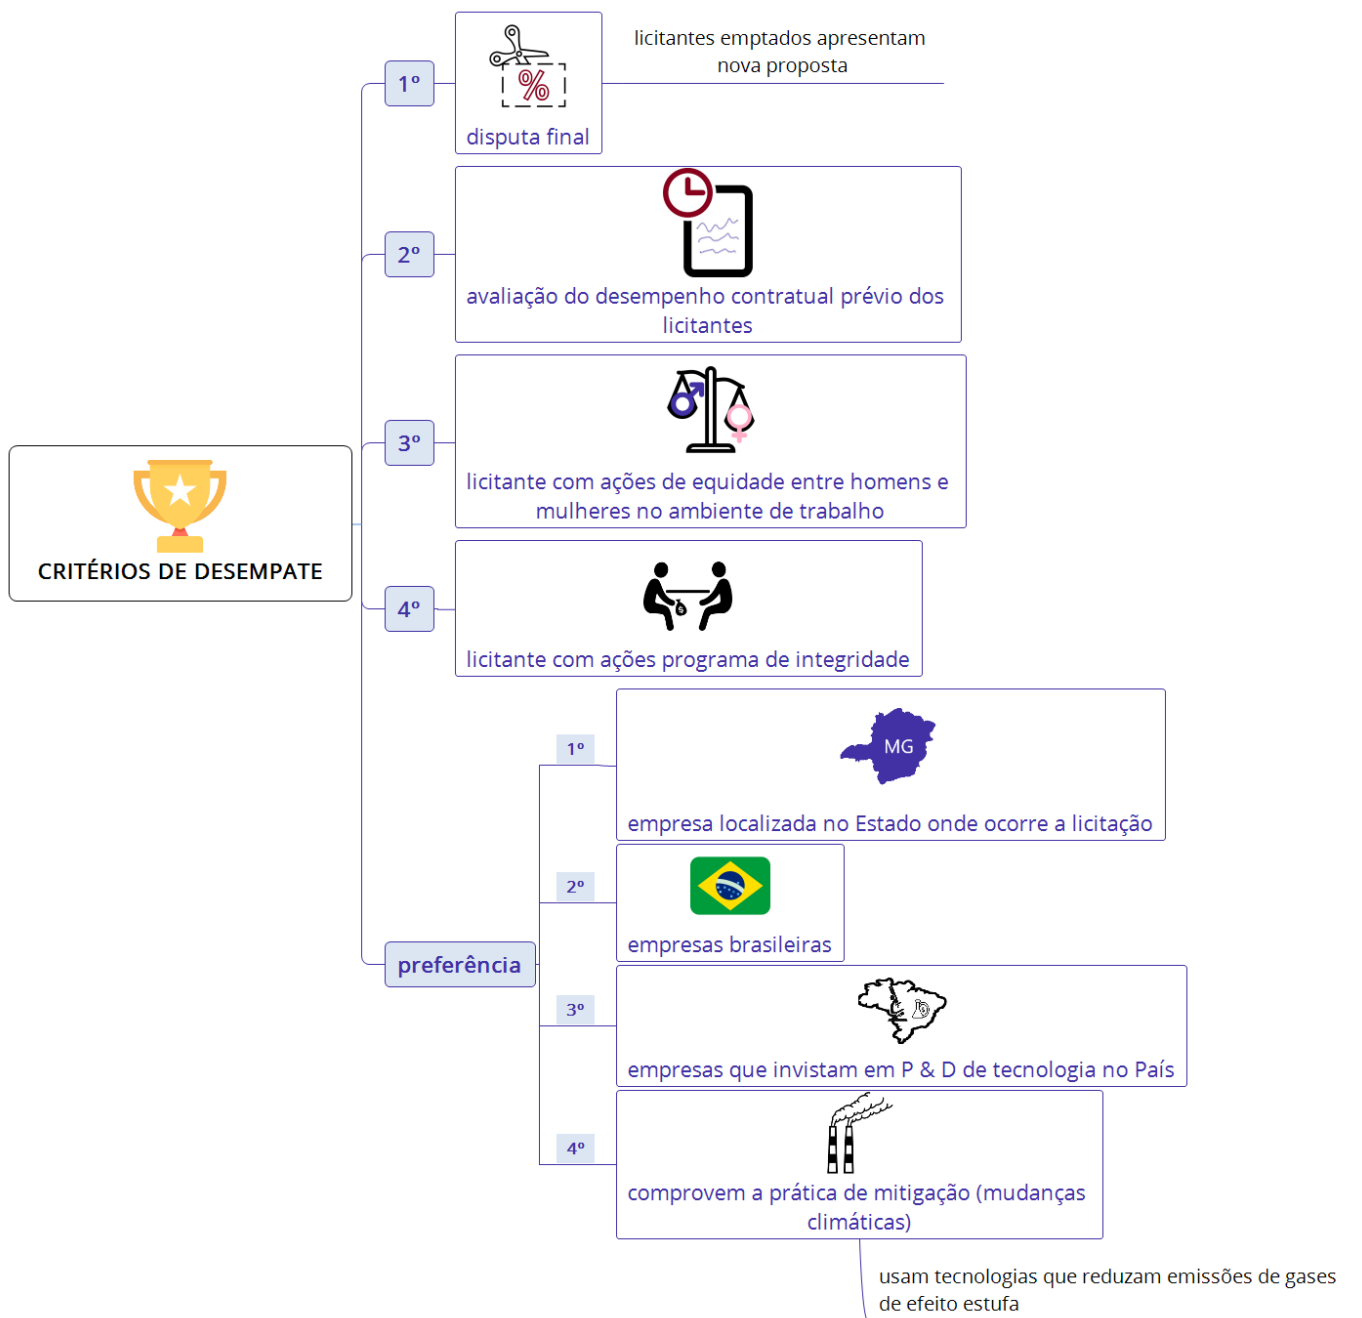 licitantes emptados apresentam
nova proposta
1º
%
disputa final
2º
avaliação do desempenho contratual prévio dos
licitantes
3º
licitante com ações de equidade entre homens e
mulheres no ambiente de trabalho
CRITÉRIOS DE DESEMPATE
4º
$
licitante com ações programa de integridade
1º
MG
empresa localizada no Estado onde ocorre a licitação
2º
empresas brasileiras
preferência
3º
empresas que invistam em P & D de tecnologia no País
4º
comprovem a prática de mitigação (mudanças
climáticas)
usam tecnologias que reduzam emissões de gases
de efeito estufa